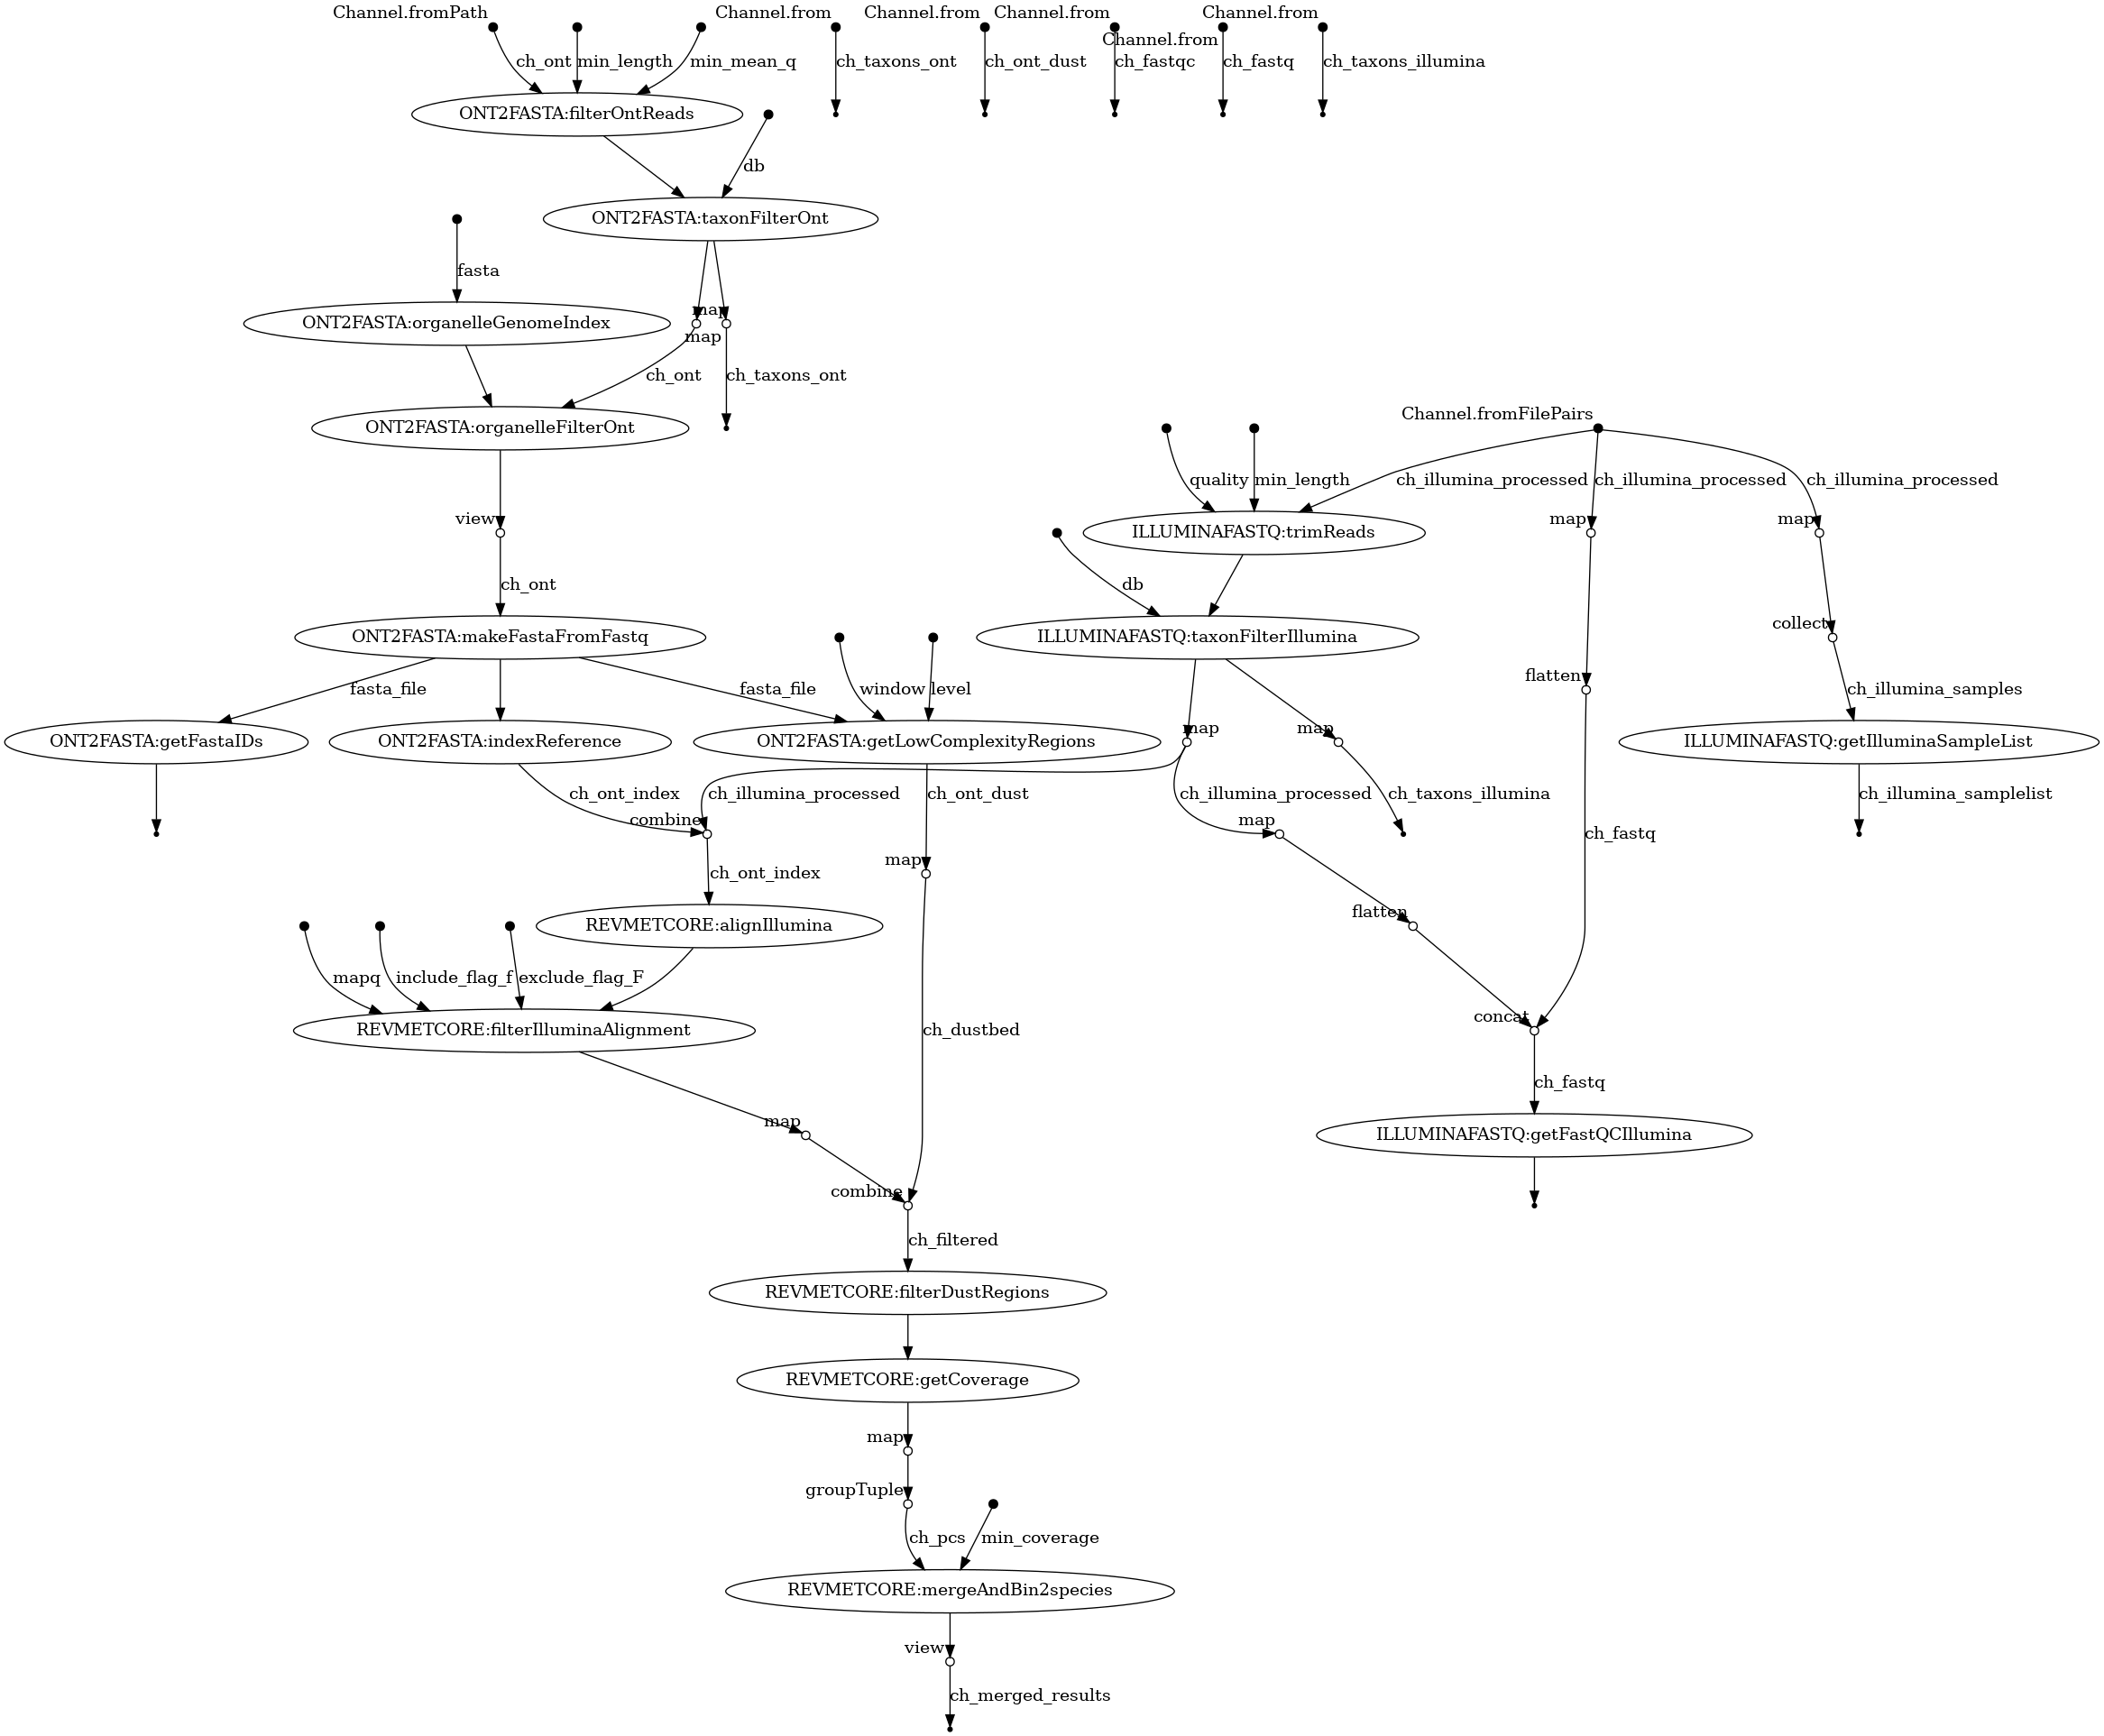 Channel.fromPath
Channel.from
Channel.from
Channel.from
Channel.from
Channel.from
ch_ont
min_length
min_mean_q
ch_taxons_ont
ch_ont_dust
ch_fastqc
ch_fastq
ch_taxons_illumina
ONT2FASTA:filterOntReads
db
ONT2FASTA:taxonFilterOnt
fasta
ONT2FASTA:organelleGenomeIndex
map
map
ch_ont
ch_taxons_ont
Channel.fromFilePairs
ONT2FASTA:organelleFilterOnt
quality
min_length
ch_illumina_processed
ch_illumina_processed
ch_illumina_processed
view
ILLUMINAFASTQ:trimReads
map
map
ch_ont
db
ONT2FASTA:makeFastaFromFastq
ILLUMINAFASTQ:taxonFilterIllumina
collect
fasta_file
fasta_file
window
level
flatten
ch_illumina_samples
ONT2FASTA:getFastaIDs
ONT2FASTA:indexReference
ONT2FASTA:getLowComplexityRegions
map
map
ILLUMINAFASTQ:getIlluminaSampleList
ch_ont_index
ch_illumina_processed
ch_ont_dust
ch_illumina_processed
ch_taxons_illumina
ch_illumina_samplelist
combine
map
ch_fastq
map
ch_ont_index
REVMETCORE:alignIllumina
flatten
mapq
include_flag_f
exclude_flag_F
REVMETCORE:filterIlluminaAlignment
ch_dustbed
concat
ch_fastq
map
ILLUMINAFASTQ:getFastQCIllumina
combine
ch_filtered
REVMETCORE:filterDustRegions
REVMETCORE:getCoverage
map
groupTuple
ch_pcs
min_coverage
REVMETCORE:mergeAndBin2species
view
ch_merged_results